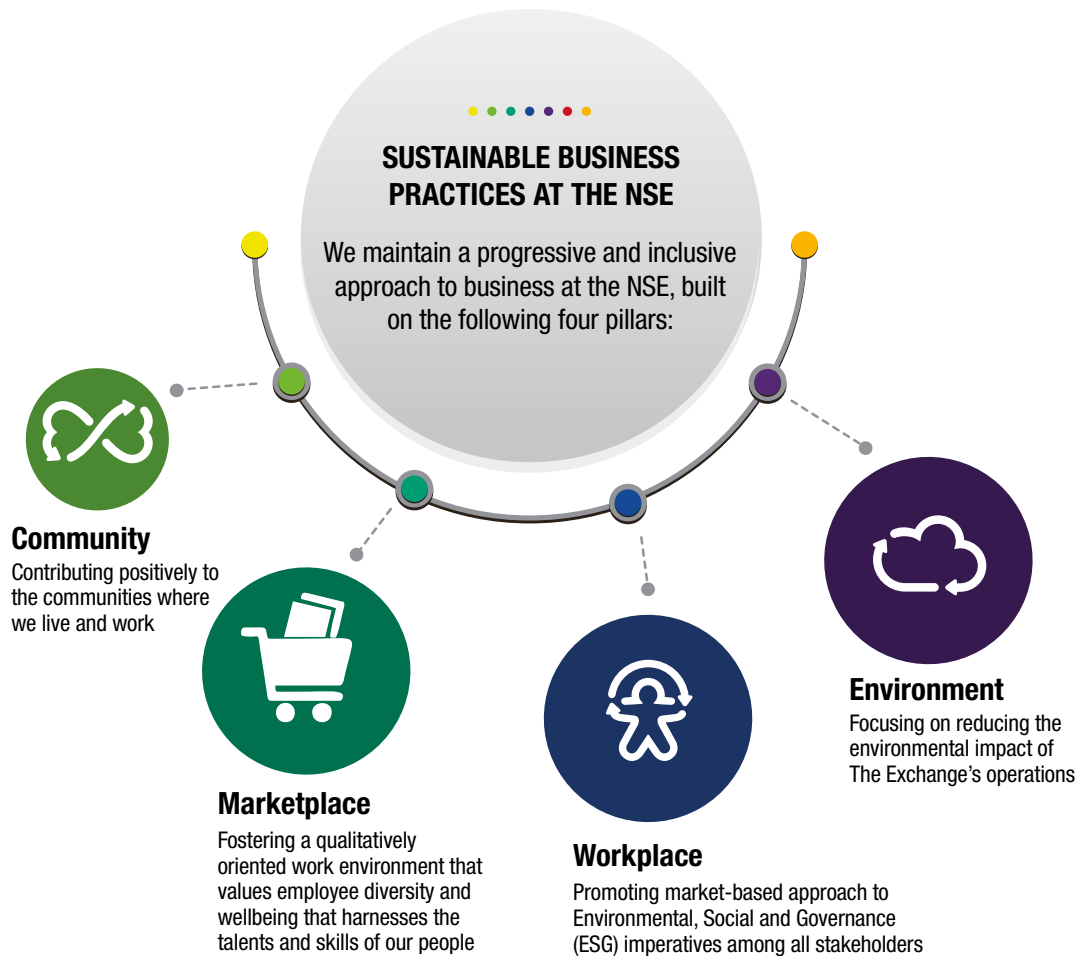 SUSTAINABLE BUSINESS
PRACTICES AT THE NSE
We maintain a progressive and inclusive
approach to business at the NSE, built
on the following four pillars:
Community
Contributing positively to
the communities where
we live and work
Marketplace
Fostering a qualitatively
oriented work environment that
values employee diversity and
wellbeing that harnesses the
talents and skills of our people
Workplace
Promoting market-based approach to
Environmental, Social and Governance
(ESG) imperatives among all stakeholders
Environment
Focusing on reducing the
environmental impact of
The Exchange's operations